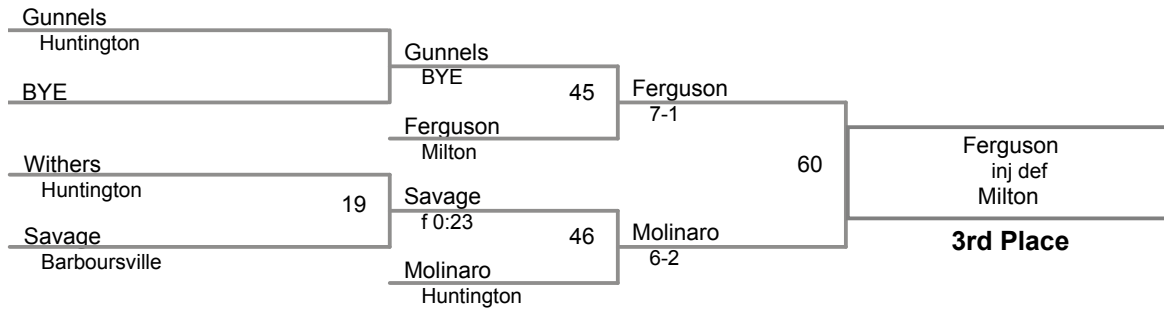 Gunnels
Huntington
BYE
Withers
Huntington
19
Savage
Barboursville
Gunnels
BYE
45
Ferguson
Milton
Savage
f 0:23
46
Molinaro
Huntington
Ferguson
7-1
60
Molinaro
6-2
Ferguson
inj def
Milton
3rd Place